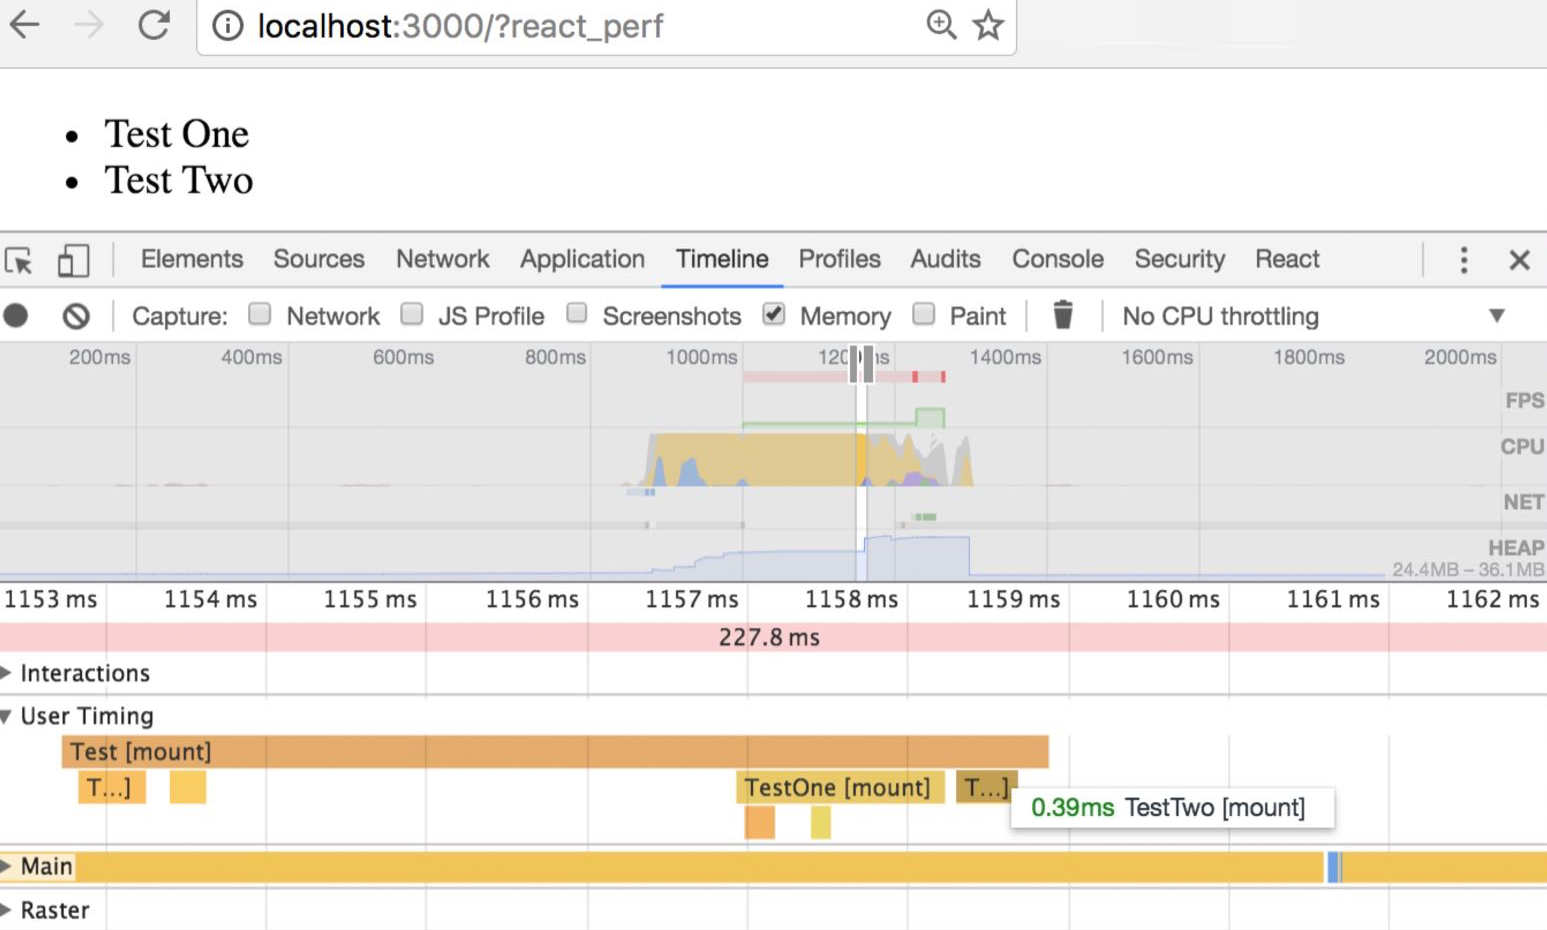 localhost:3000/?react_perf
• Test One
• Test Two
Elements Sources Network Application Timeline Profiles Audits Console Security React
Capture: Network JS Profile Screenshots Memory Paint No CPU throttling
200ms 400ms 600ms 800ms 1000ms 1400ms 1600ms 1800ms 2000ms
FPS
CPU
NET
HEAP
24.4MB – 36.1MB
1153 ms 1154 ms 1155 ms 1156 ms 1157 ms 1158 ms 1159 ms 1160 ms 1161 ms 1162 ms
227.8 ms
Interactions
User Timing
Test [mount]
T...] TestOne [mount] T...]
0.39ms TestTwo [mount]
Main
Raster